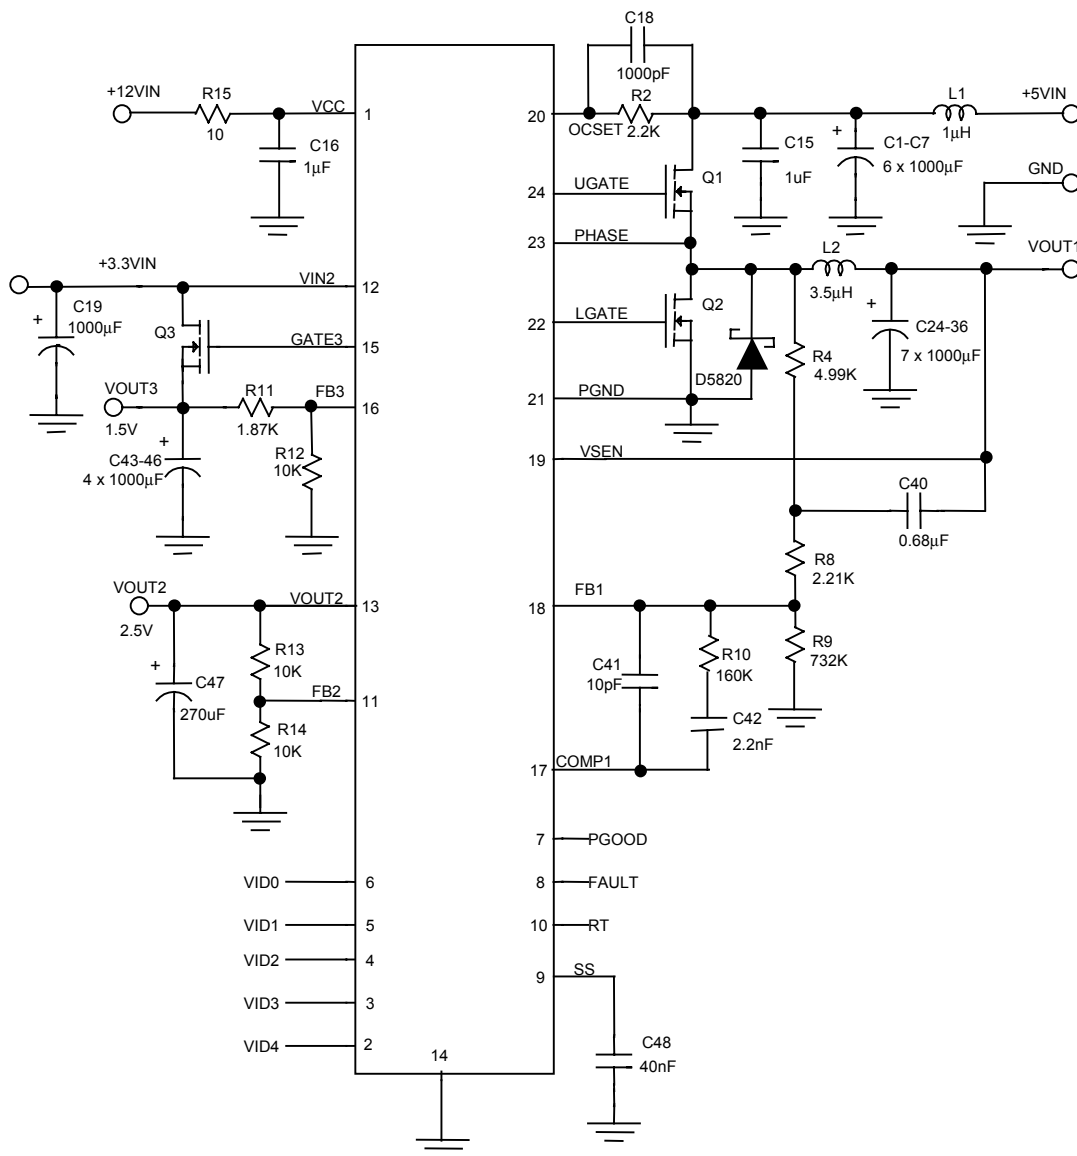 C18
1000pF
+12VIN
R15
10
VCC
1
C16
1µF
20
OCSET
R2
2.2K
L1
1µH
+5VIN
C15
1uF
+
C1-C7
6 x 1000µF
GND
24
UGATE
Q1
23
PHASE
L2
3.5µH
VOUT1
+3.3VIN
VIN2
12
+
C19
1000µF
Q3
GATE3
15
22
LGATE
Q2
D5820
R4
4.99K
+
C24-36
7 x 1000µF
21
PGND
VOUT3
1.5V
R11
1.87K
FB3
16
+
C43-46
4 x 1000µF
R12
10K
19
VSEN
C40
0.68µF
R8
2.21K
VOUT2
2.5V
VOUT2
13
18
FB1
R13
10K
+
C47
270uF
FB2
11
R14
10K
C41
10pF
R10
160K
R9
732K
C42
2.2nF
17
COMP1
7
PGOOD
VID0
6
8
FAULT
VID1
5
10
RT
VID2
4
9
SS
VID3
3
VID4
2
14
C48
40nF